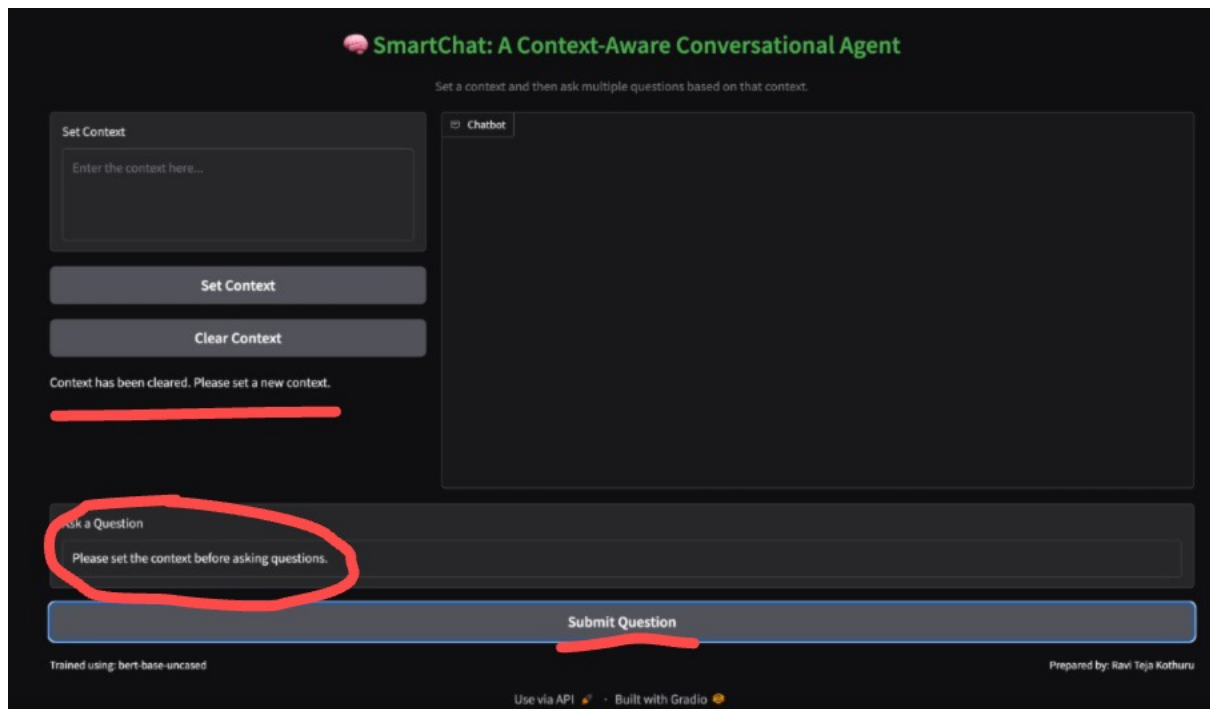 🧠 SmartChat: A Context-Aware Conversational Agent
Set a context and then ask multiple questions based on that context.
Set Context
Enter the context here...
Set Context
Clear Context
Context has been cleared. Please set a new context.
Chatbot
Ask a Question
Please set the context before asking questions.
Submit Question
Trained using: bert-base-uncased
Prepared by: Ravi Teja Kothuru
Use via API 🚀 · Built with Gradio